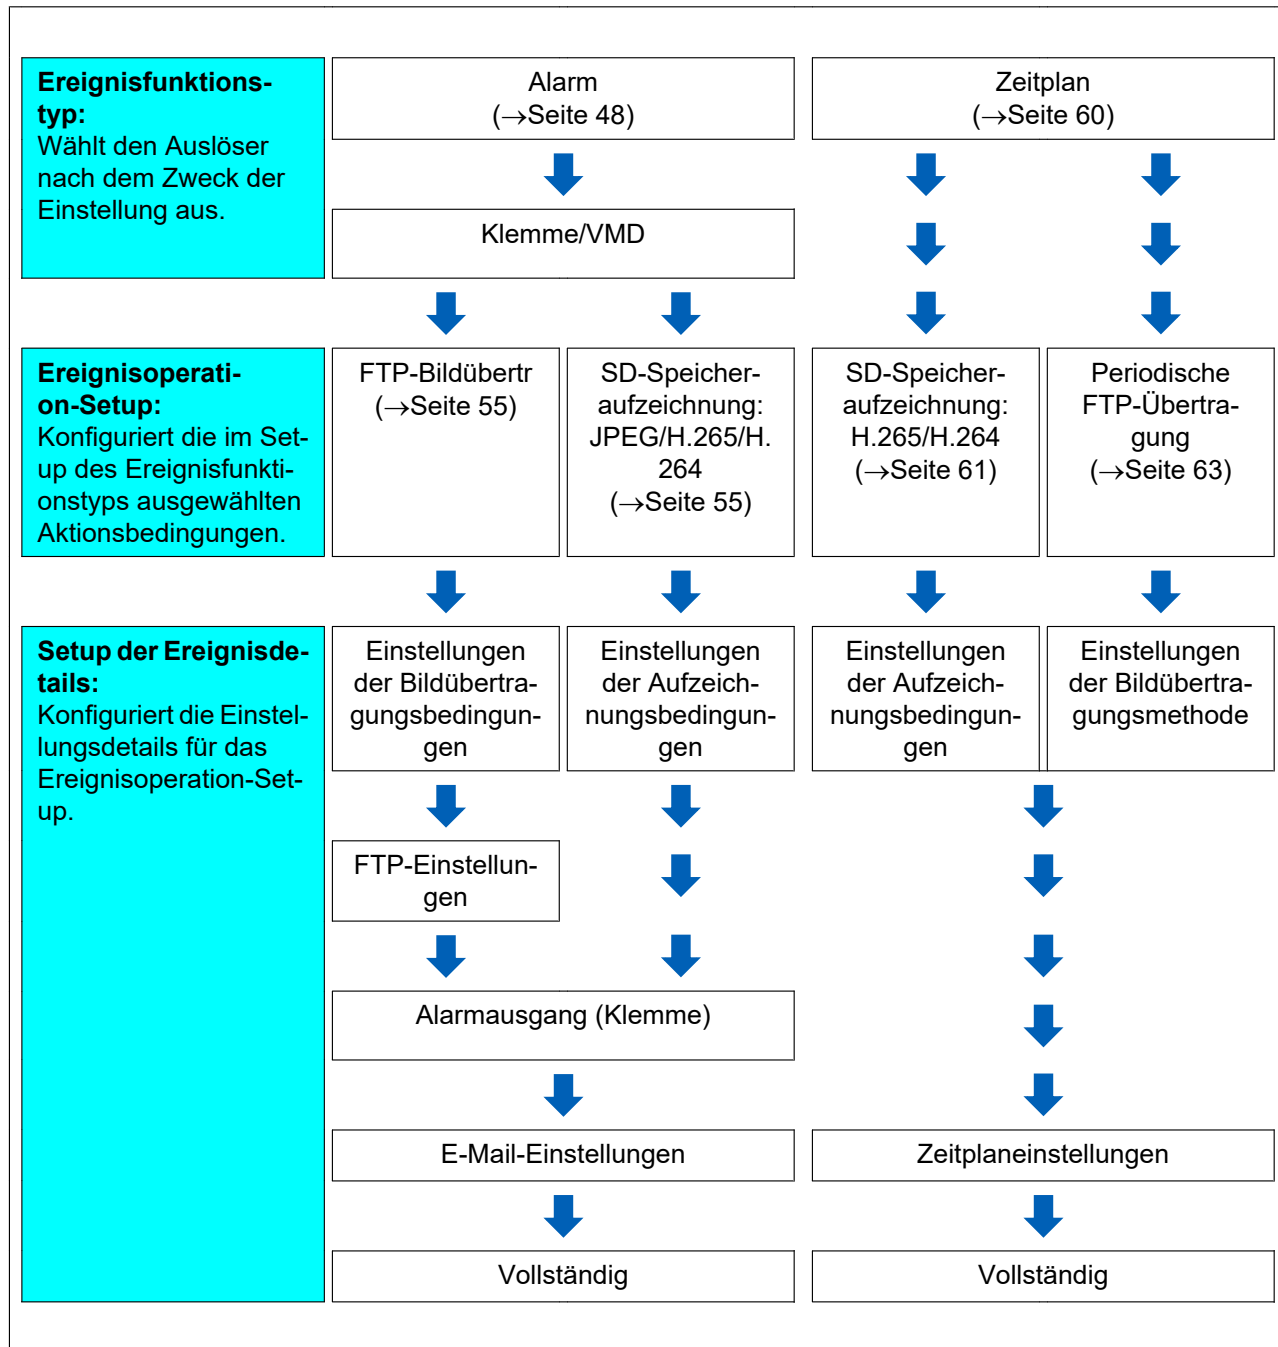 Ereignisfunktions-
typ:
Wählt den Auslöser
nach dem Zweck der
Einstellung aus.
Alarm
(→Seite 48)
Zeitplan
(→Seite 60)
Klemme/VMD
Ereignisoperati-
on-Setup:
Konfiguriert die im Set-
up des Ereignisfunkti-
onstyps ausgewählten
Aktionsbedingungen.
FTP-Bildübertr
(→Seite 55)
SD-Speicher-
aufzeichnung:
JPEG/H.265/H.
264
(→Seite 55)
SD-Speicher-
aufzeichnung:
H.265/H.264
(→Seite 61)
Periodische
FTP-Übertra-
gung
(→Seite 63)
Setup der Ereignisde-
tails:
Konfiguriert die Einstel-
lungsdetails für das
Ereignisoperation-Set-
up.
Einstellungen
der Bildübertra-
gungsbedingun-
gen
Einstellungen
der Aufzeich-
nungsbedingun-
gen
Einstellungen
der Aufzeich-
nungsbedingun-
gen
Einstellungen
der Bildübertra-
gungsmethode
FTP-Einstellun-
gen
Alarmausgang (Klemme)
E-Mail-Einstellungen
Zeitplaneinstellungen
Vollständig
Vollständig